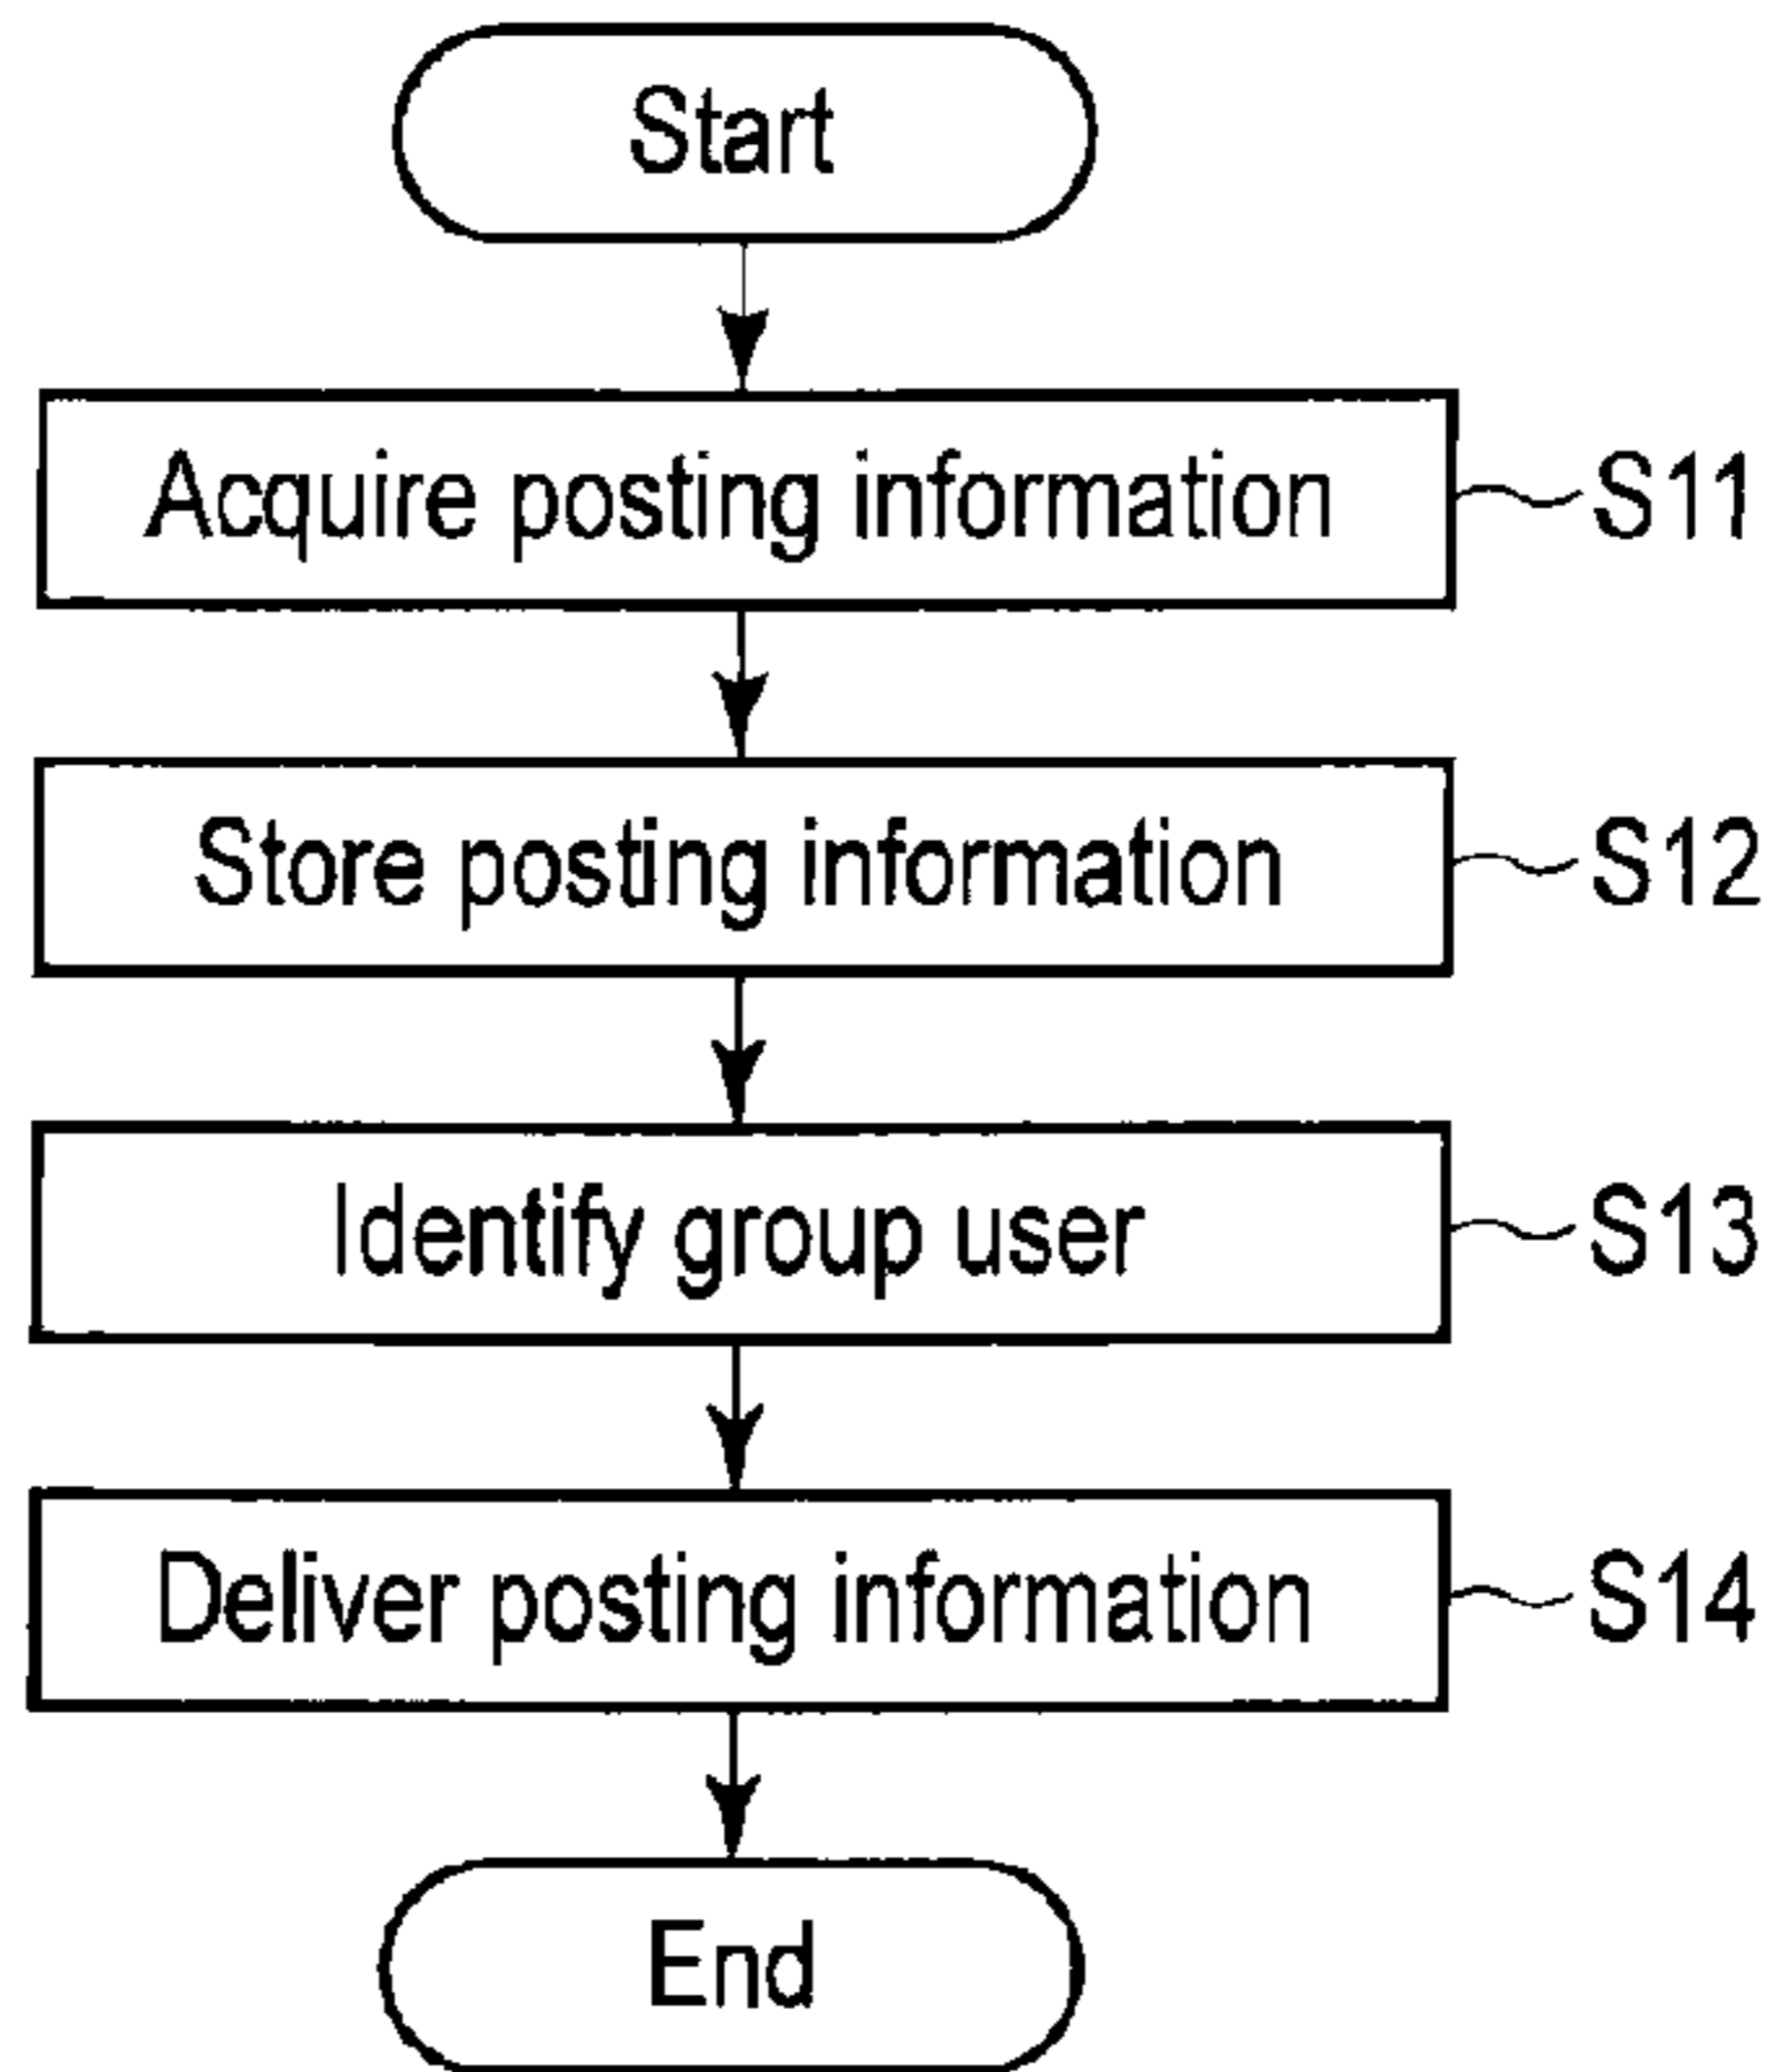 Start
Acquire posting information S11
Store posting information S12
Identify group user S13
Deliver posting information S14
End